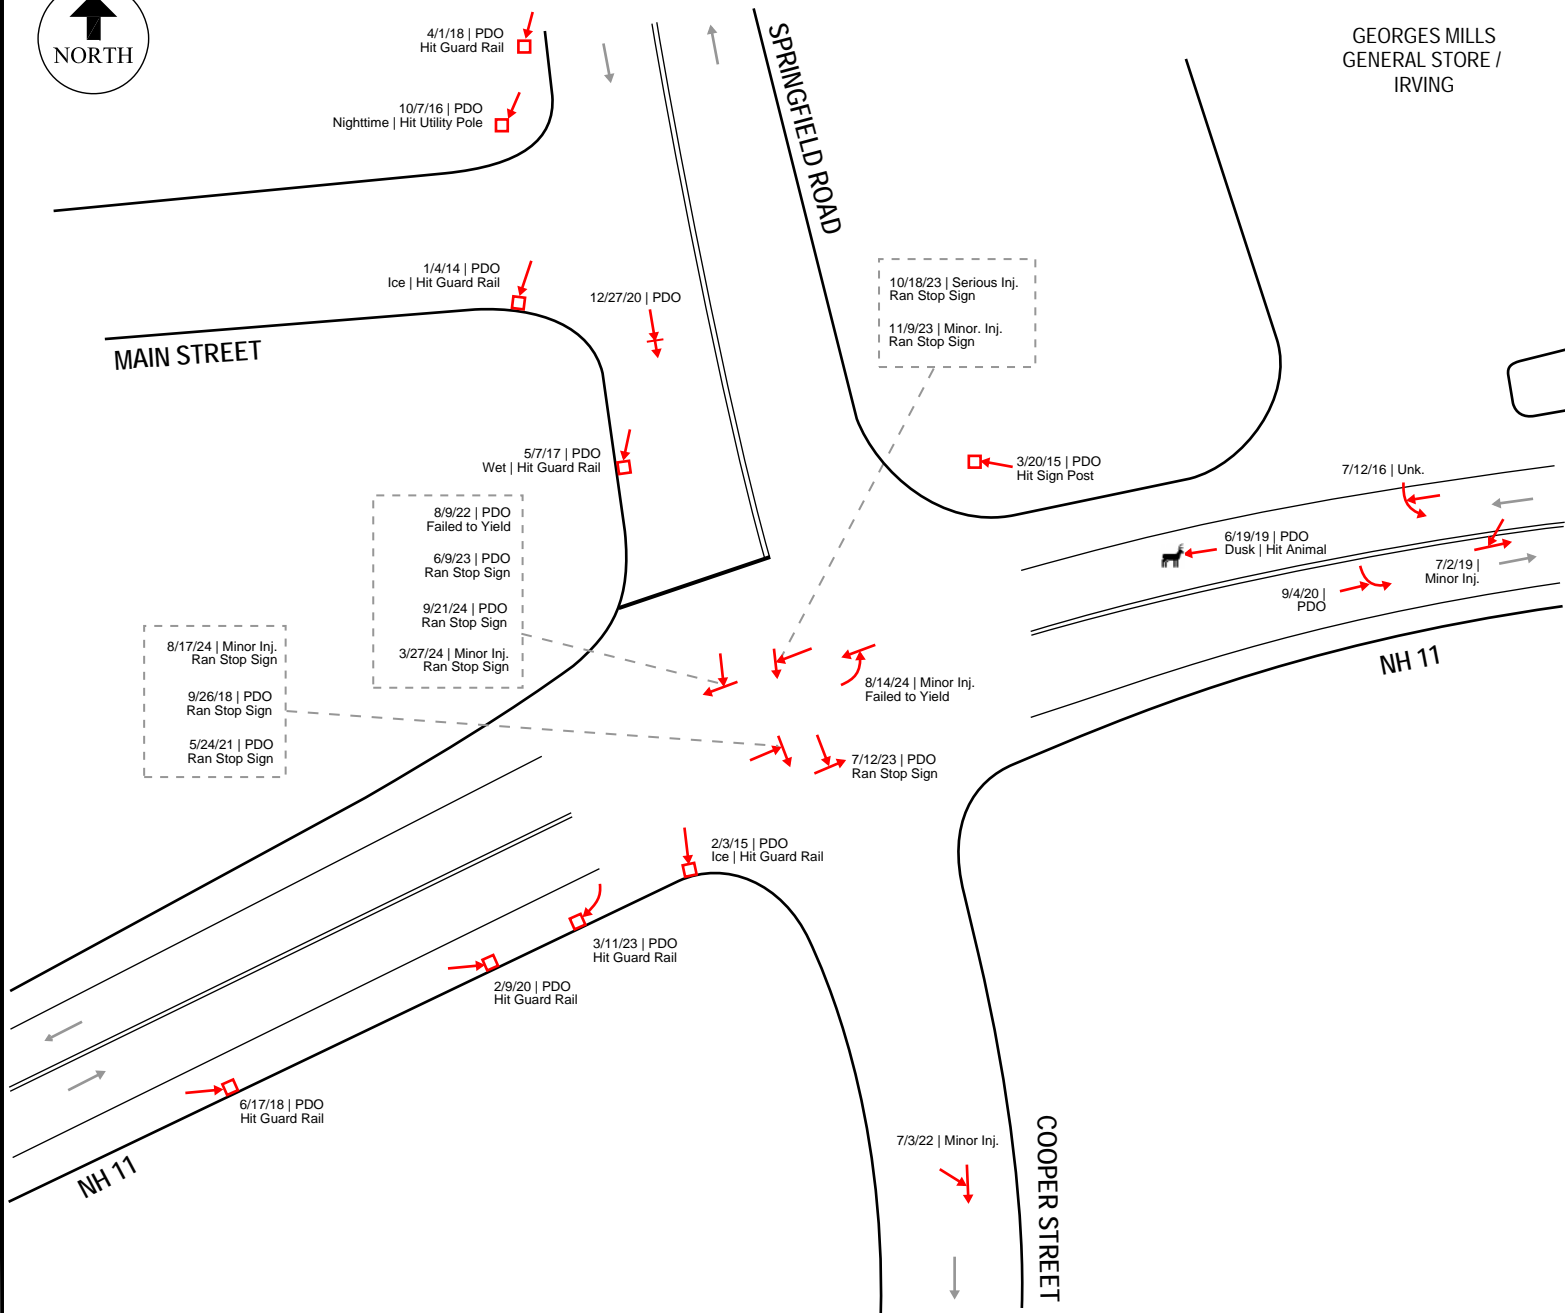 NORTH
4/1/18 | PDO
Hit Guard Rail
10/7/16 | PDO
Nighttime | Hit Utility Pole
SPRINGFIELD ROAD
GEORGES MILLS
GENERAL STORE /
IRVING
1/4/14 | PDO
Ice | Hit Guard Rail
12/27/20 | PDO
MAIN STREET
10/18/23 | Serious Inj.
Ran Stop Sign
11/9/23 | Minor. Inj.
Ran Stop Sign
5/7/17 | PDO
Wet | Hit Guard Rail
3/20/15 | PDO
Hit Sign Post
7/12/16 | Unk.
8/9/22 | PDO
Failed to Yield
6/9/23 | PDO
Ran Stop Sign
9/21/24 | PDO
Ran Stop Sign
3/27/24 | Minor Inj.
Ran Stop Sign
6/19/19 | PDO
Dusk | Hit Animal
7/2/19 |
Minor Inj.
9/4/20 |
PDO
NH 11
8/17/24 | Minor Inj.
Ran Stop Sign
9/26/18 | PDO
Ran Stop Sign
5/24/21 | PDO
Ran Stop Sign
8/14/24 | Minor Inj.
Failed to Yield
7/12/23 | PDO
Ran Stop Sign
2/3/15 | PDO
Ice | Hit Guard Rail
3/11/23 | PDO
Hit Guard Rail
2/9/20 | PDO
Hit Guard Rail
6/17/18 | PDO
Hit Guard Rail
NH 11
7/3/22 | Minor Inj.
COOPER STREET